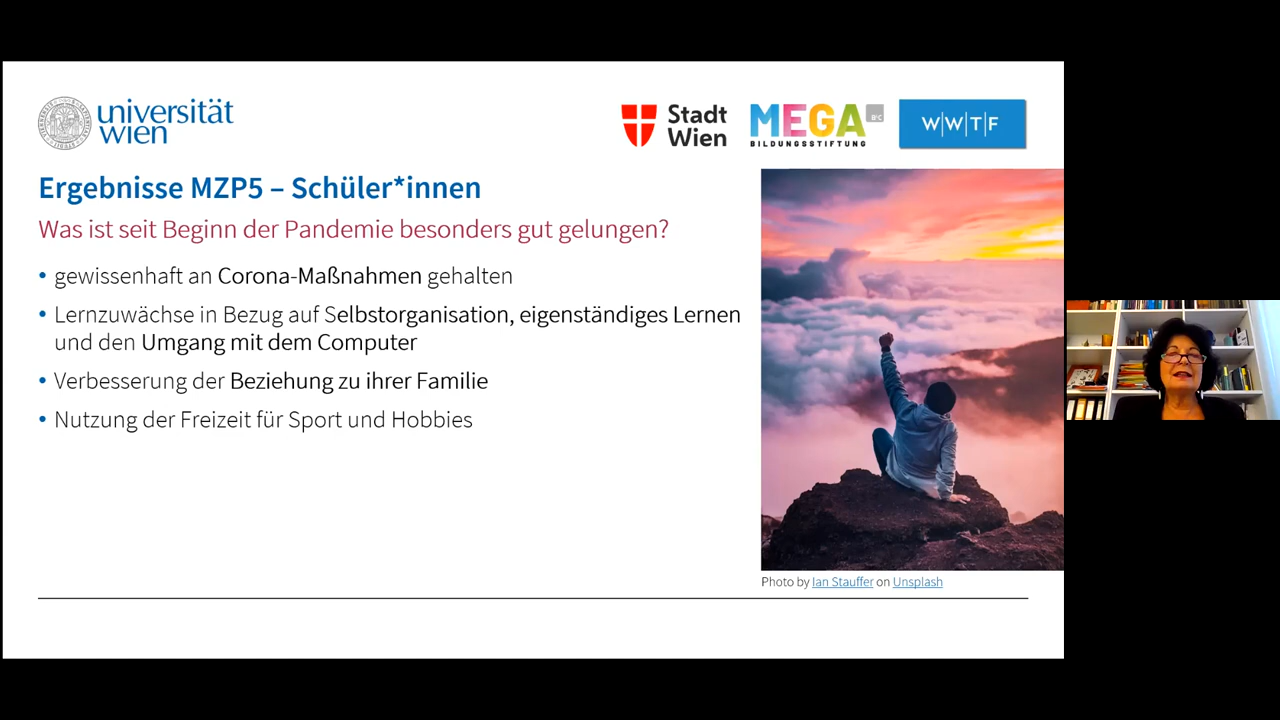 universität
wien
Stadt
Wien
MEGA
B&C
BILDUNGSSTIFTUNG
W|W|T|F
Ergebnisse MZP5 – Schüler*innen
Was ist seit Beginn der Pandemie besonders gut gelungen?
• gewissenhaft an Corona-Maßnahmen gehalten
• Lernzuwächse in Bezug auf Selbstorganisation, eigenständiges Lernen
und den Umgang mit dem Computer
• Verbesserung der Beziehung zu ihrer Familie
• Nutzung der Freizeit für Sport und Hobbies
Photo by Ian Stauffer on Unsplash